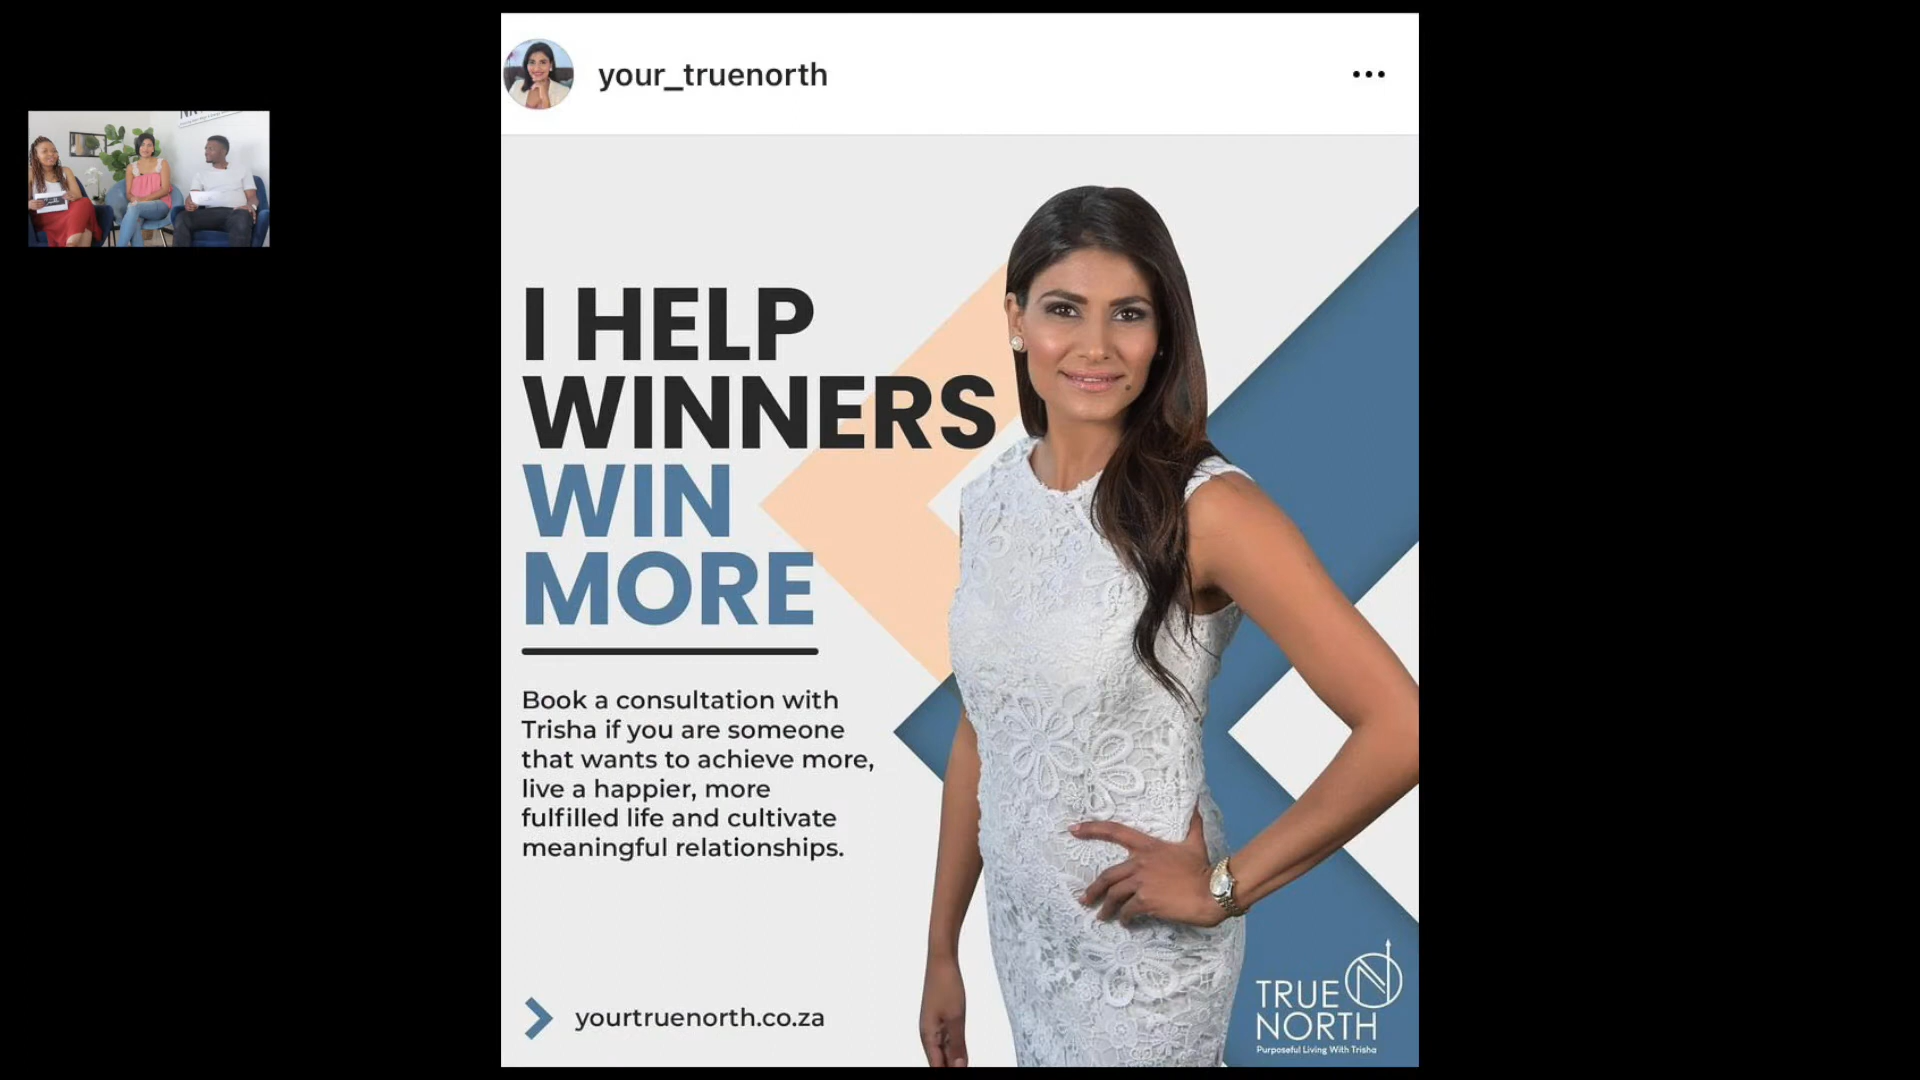 your_truenorth
I HELP
WINNERS
WIN
MORE
Book a consultation with
Trisha if you are someone
that wants to achieve more,
live a happier, more
fulfilled life and cultivate
meaningful relationships.
yourtruenorth.co.za
TRUE
NORTH
Purposeful Living With Trisha